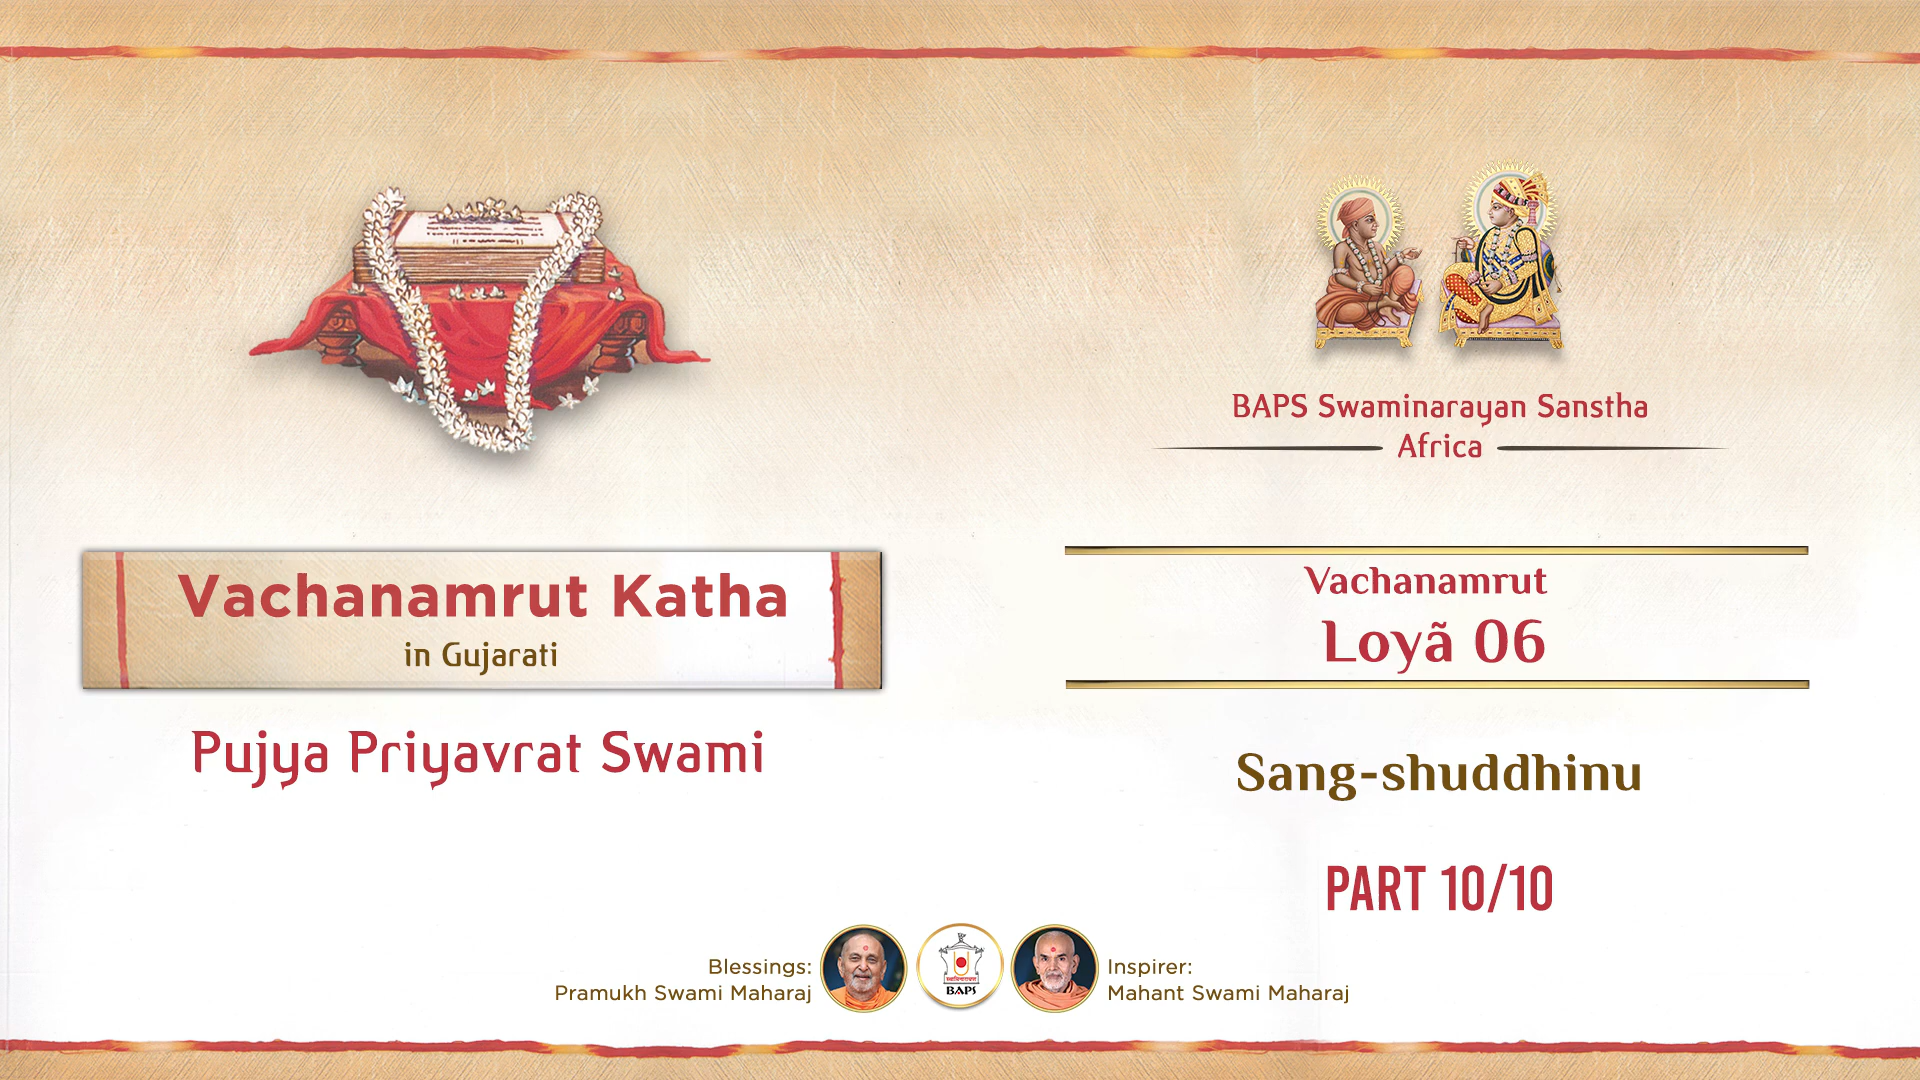 BAPS Swaminarayan Sanstha
Africa
Vachanamrut Katha
in Gujarati
Pujya Priyavrat Swami
Vachanamrut
Loyã 06
Sang-shuddhinu
PART 10/10
Blessings:
Pramukh Swami Maharaj
BAPS
Inspirer:
Mahant Swami Maharaj